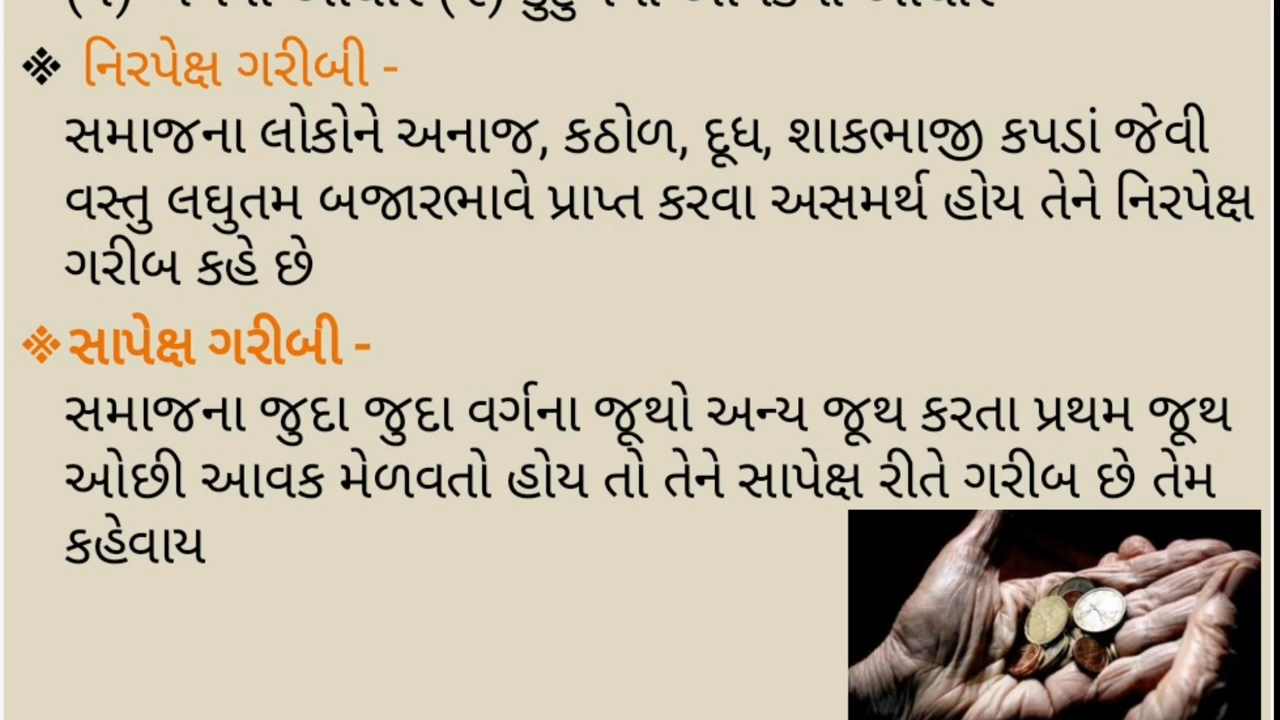 નિરપેક્ષ ગરીબી -
સમાજના લોકોને અનાજ, કઠોળ, દૂધ, શાકભાજી કપડાં જેવી
વસ્તુ લઘુતમ બજારભાવે પ્રાપ્ત કરવા અસમર્થ હોય તેને નિરપેક્ષ
ગરીબ કહે છે
સાપેક્ષ ગરીબી -
સમાજના જુદા જુદા વર્ગના જૂથો અન્ય જૂથ કરતા પ્રથમ જૂથ
ઓછી આવક મેળવતો હોય તો તેને સાપેક્ષ રીતે ગરીબ છે તેમ
કહેવાય